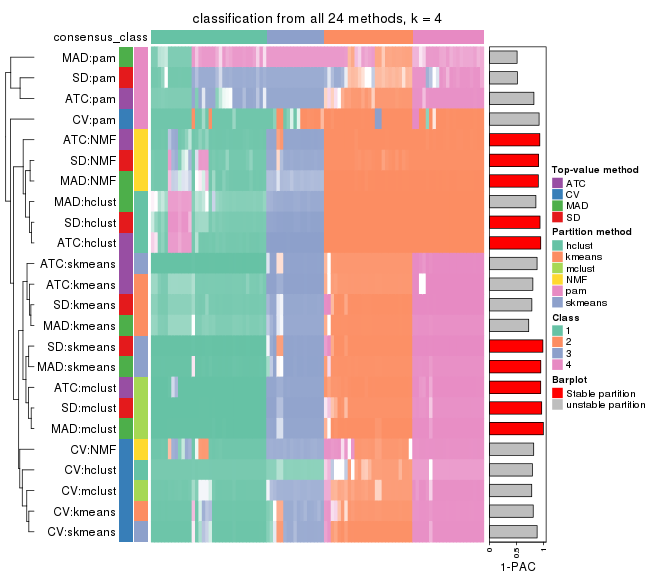 classification from all 24 methods, k = 4
consensus_class
MAD:pam
SD:pam
ATC:pam
CV:pam
ATC:NMF
SD:NMF
MAD:NMF
MAD:hclust
SD:hclust
ATC:hclust
ATC:skmeans
ATC:kmeans
SD:kmeans
MAD:kmeans
SD:skmeans
MAD:skmeans
ATC:mclust
SD:mclust
MAD:mclust
CV:NMF
CV:hclust
CV:mclust
CV:kmeans
CV:skmeans
0
0.5
1
1-PAC
Top-value method
ATC
CV
MAD
SD
Partition method
hclust
kmeans
mclust
NMF
pam
skmeans
Class
1
2
3
4
Barplot
Stable partition
unstable partition